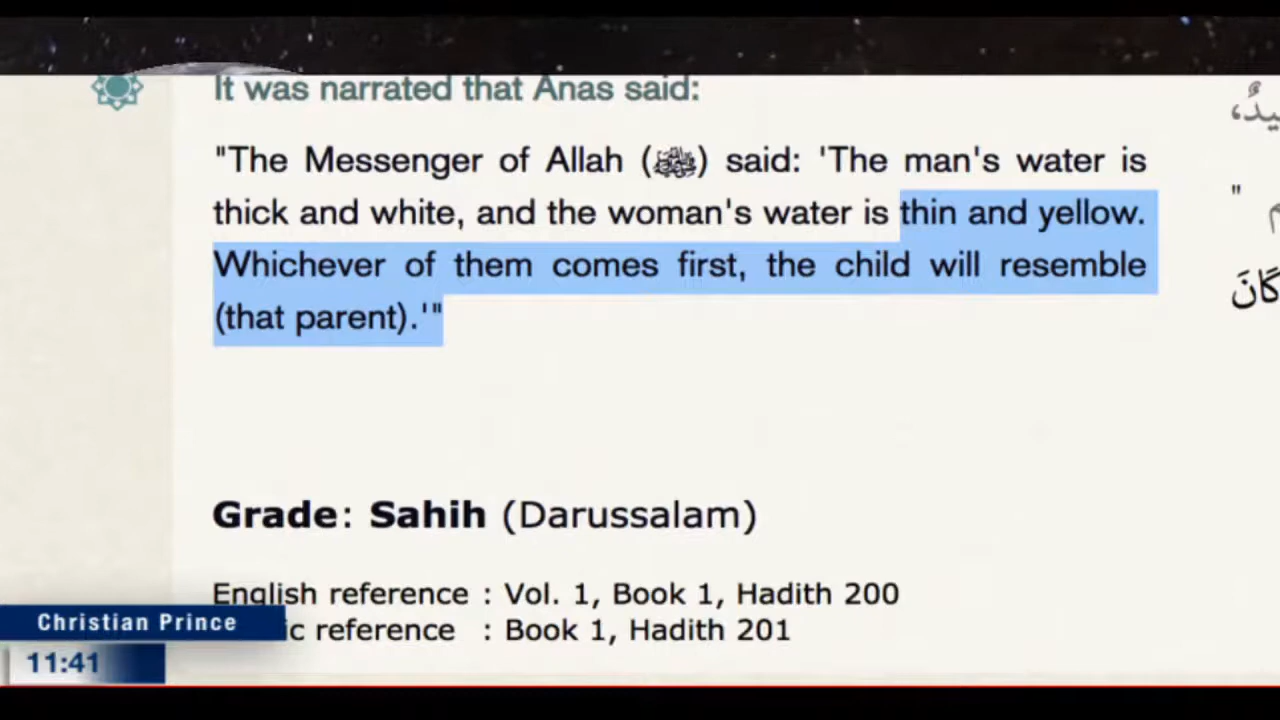 It was narrated that Anas said:
"The Messenger of Allah (ﷺ) said: 'The man's water is
thick and white, and the woman's water is thin and yellow.
Whichever of them comes first, the child will resemble
(that parent).'"
Grade: Sahih (Darussalam)
English reference : Vol. 1, Book 1, Hadith 200
reference : Book 1, Hadith 201
Christian Prince
11:41
"
كَانَ